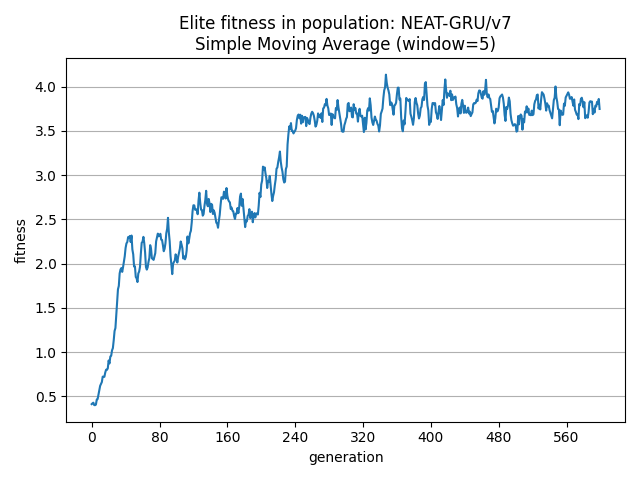 Elite fitness in population: NEAT-GRU/v7
Simple Moving Average (window=5)
4.0
3.5
3.0
2.5
2.0
1.5
1.0
0.5
fitness
0 80 160 240 320 400 480 560
generation